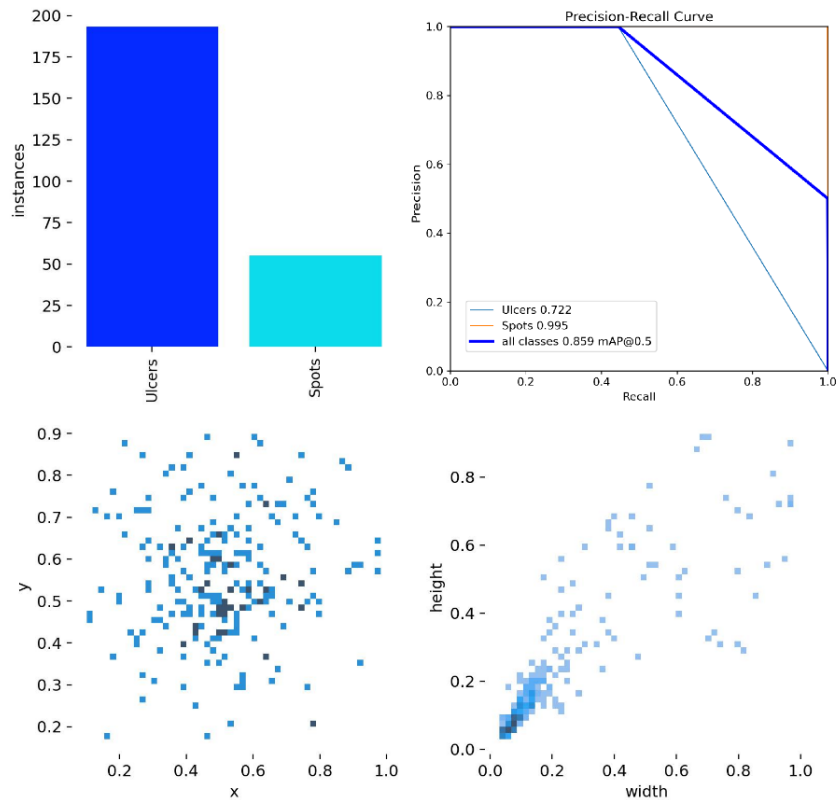 200
175
150
125
100
75
50
25
0
instances
Ulcers
Spots
Precision-Recall Curve
1.0
0.8
0.6
0.4
0.2
0.0
Precision
Ulcers 0.722
Spots 0.995
all classes 0.859 mAP@0.5
0.0 0.2 0.4 0.6 0.8 1.0
Recall
0.9
0.8
0.7
0.6
0.5
0.4
0.3
0.2
y
0.2 0.4 0.6 0.8 1.0
x
0.8
0.6
0.4
0.2
0.0
height
0.0 0.2 0.4 0.6 0.8 1.0
width